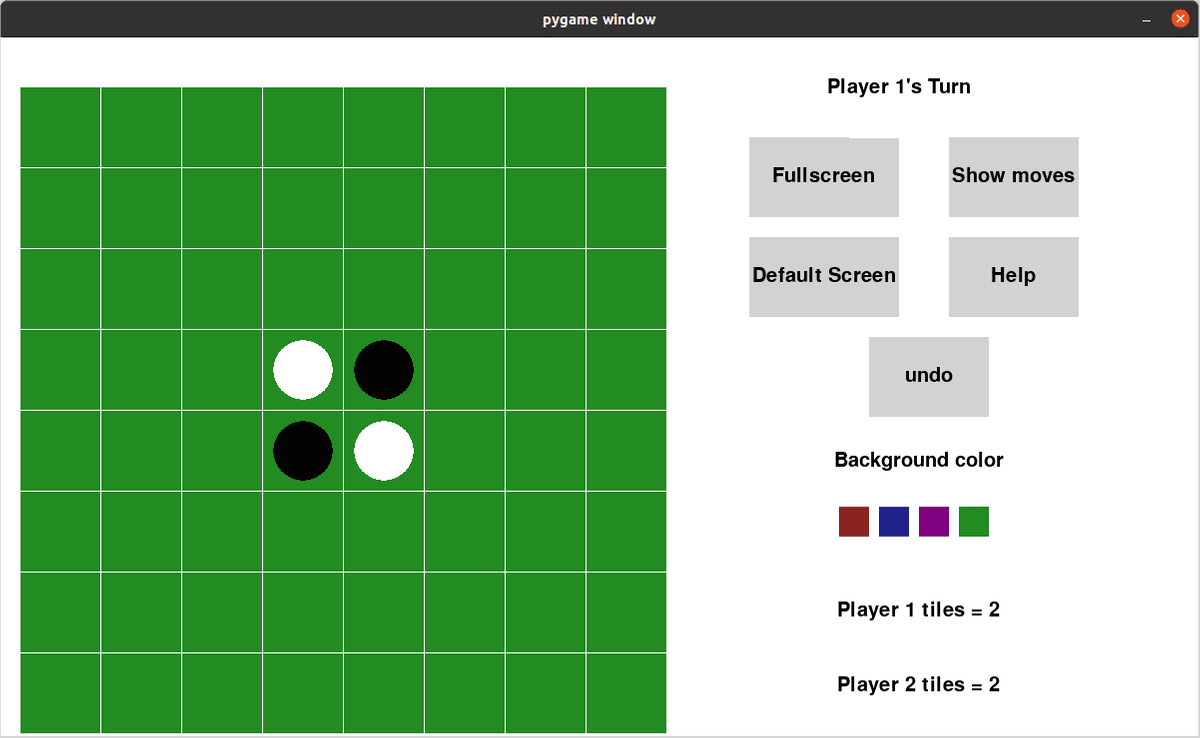 pygame window
Player 1's Turn
Fullscreen
Show moves
Default Screen
Help
undo
Background color
Player 1 tiles = 2
Player 2 tiles = 2